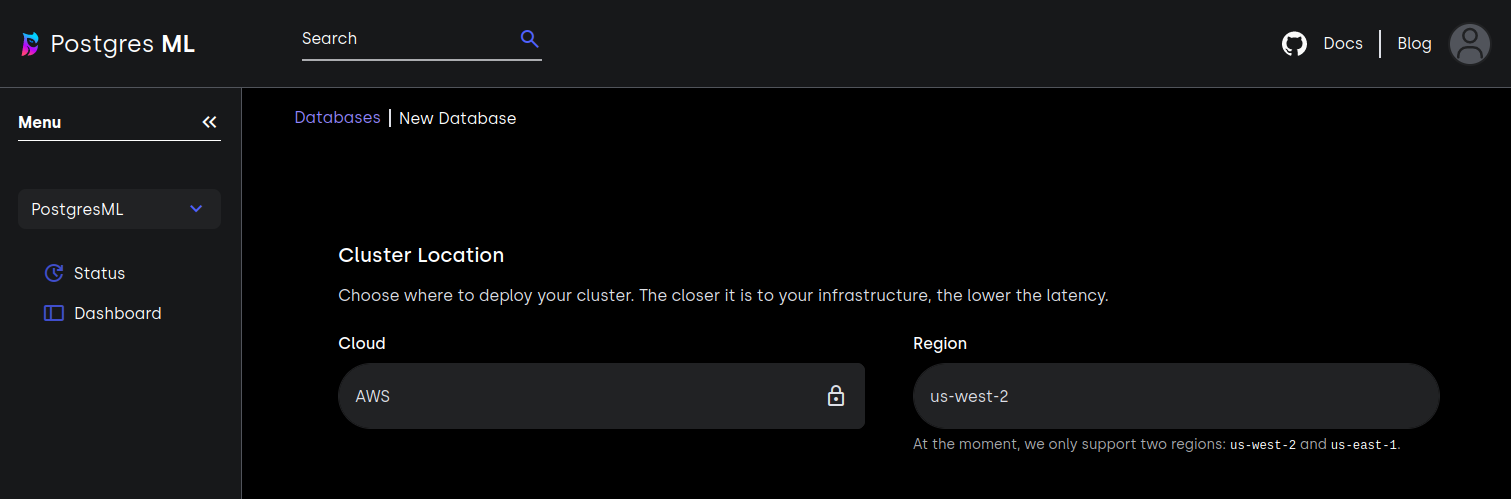 Postgres ML
Search
Docs
Blog
Menu
Databases | New Database
PostgresML
Status
Dashboard
Cluster Location
Choose where to deploy your cluster. The closer it is to your infrastructure, the lower the latency.
Cloud
Region
AWS
us-west-2
At the moment, we only support two regions: us-west-2 and us-east-1.